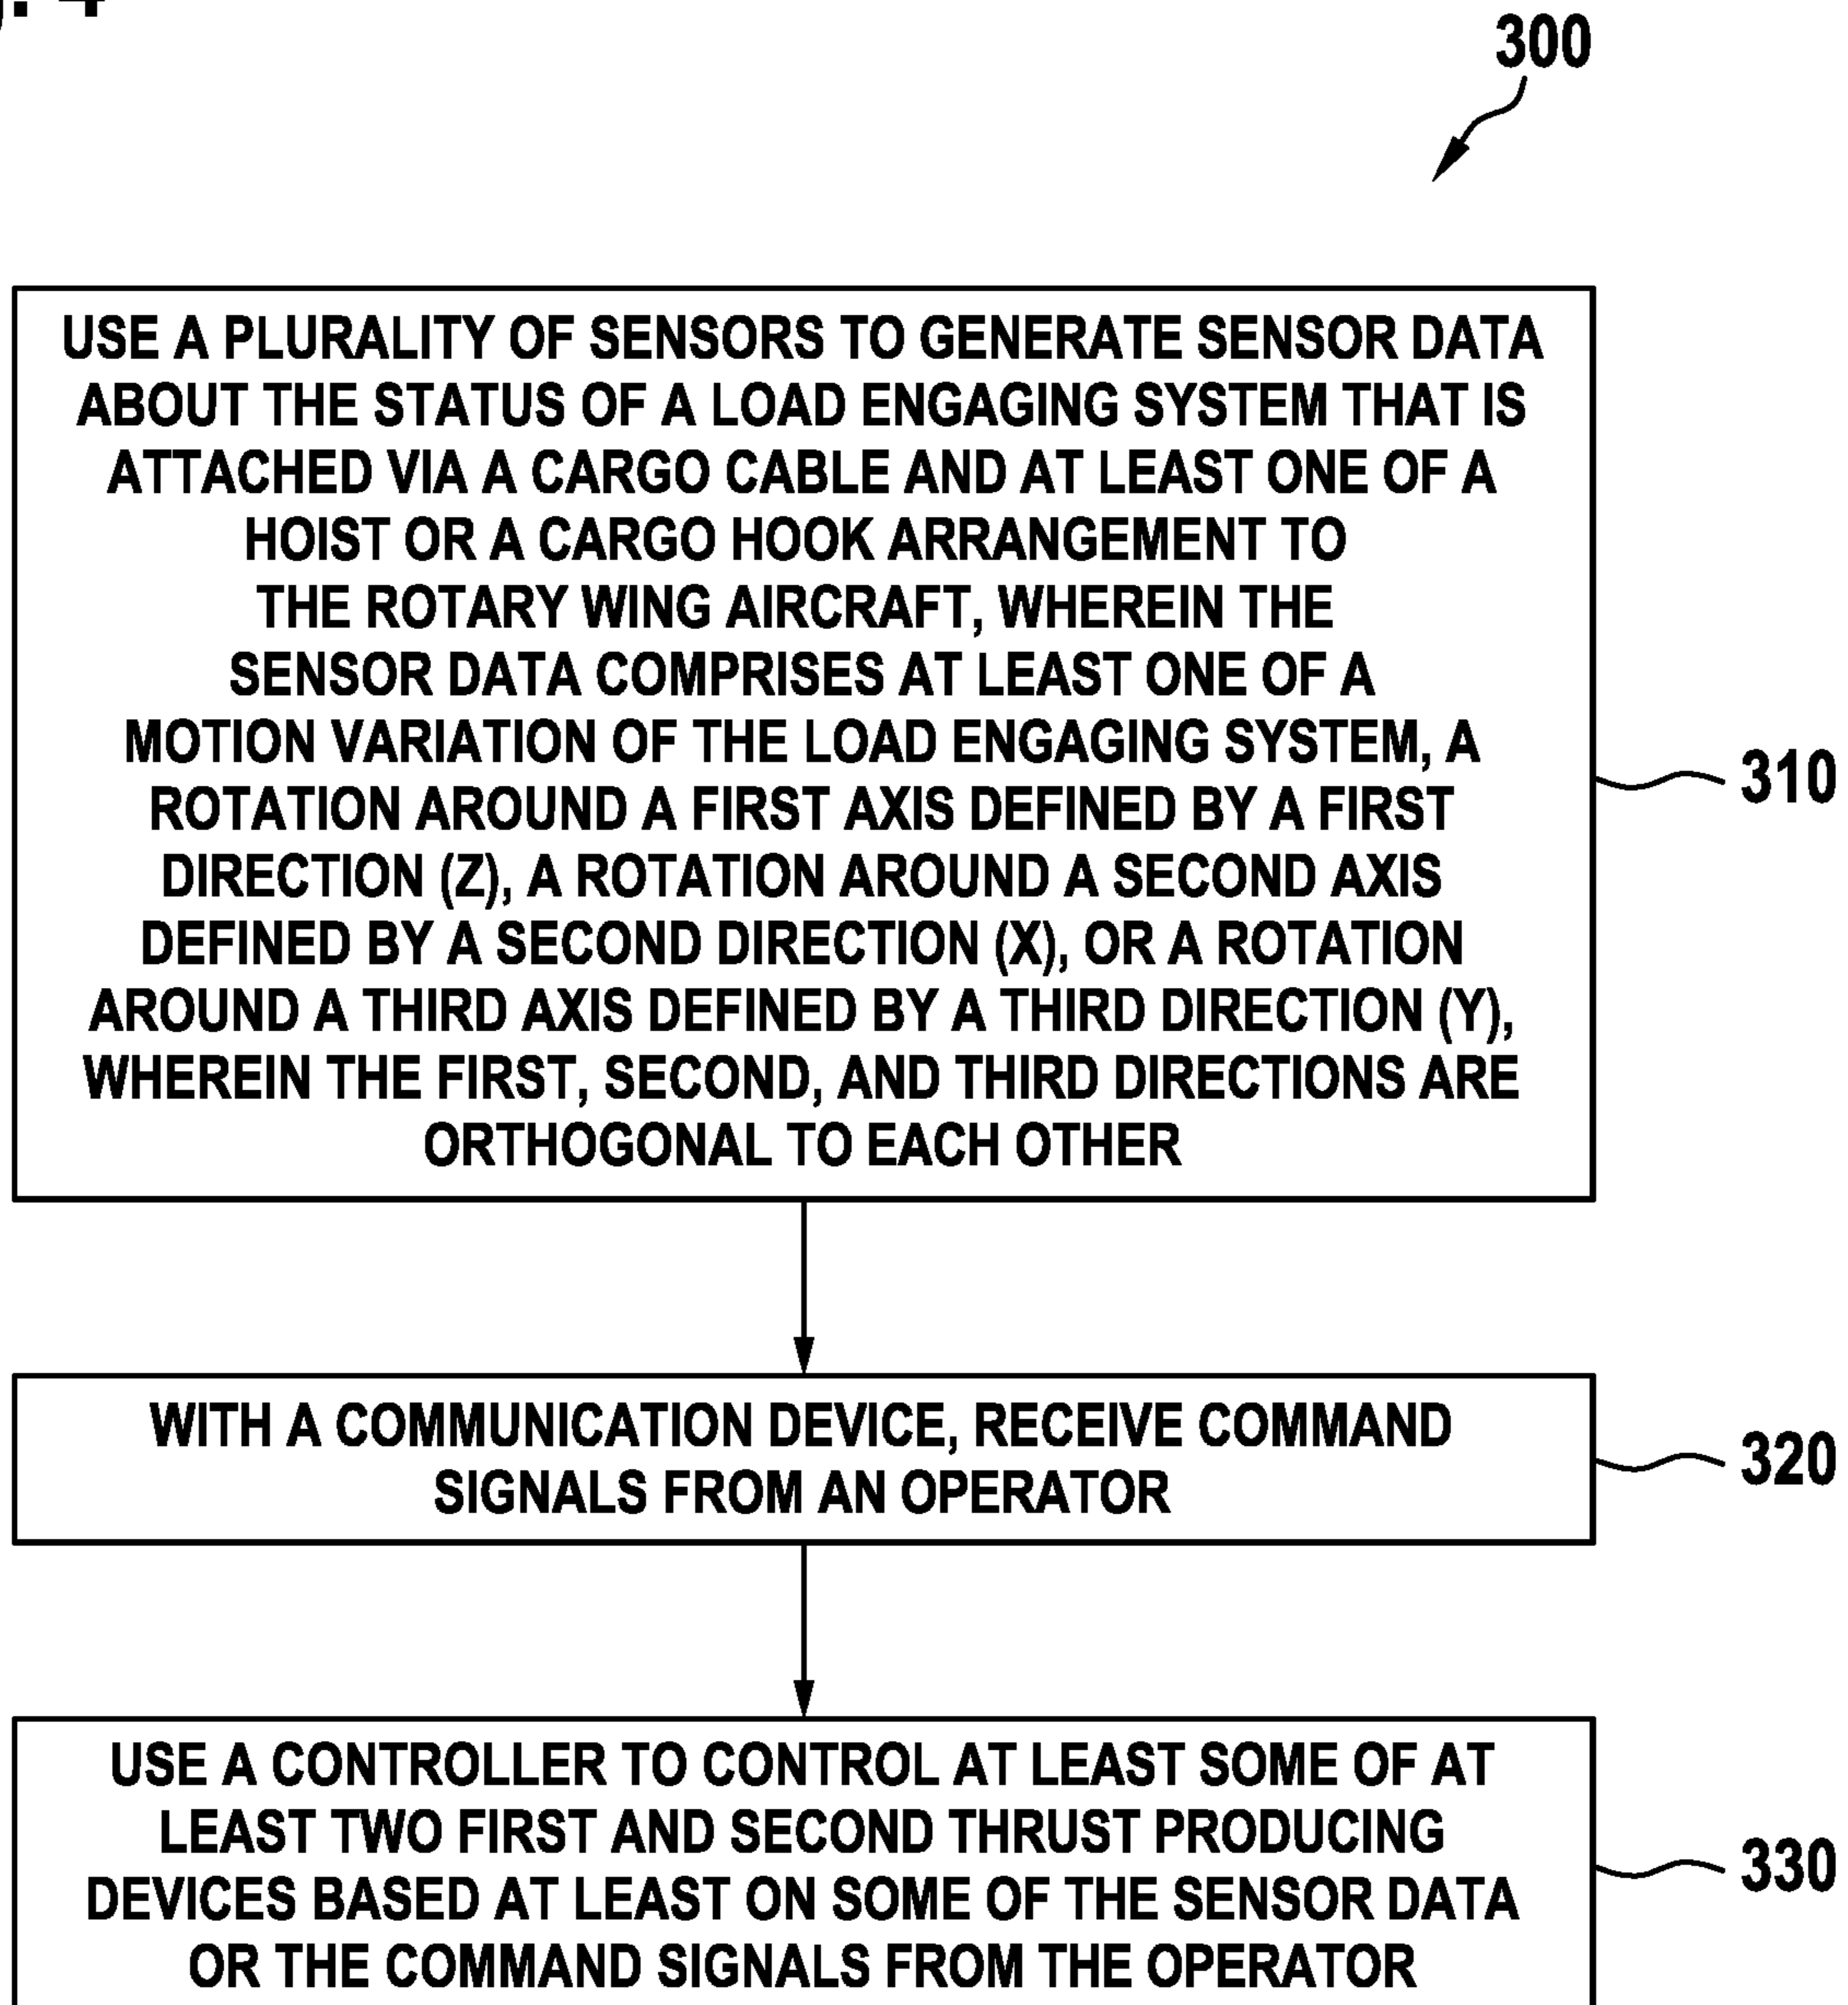 300
USE A PLURALITY OF SENSORS TO GENERATE SENSOR DATA
ABOUT THE STATUS OF A LOAD ENGAGING SYSTEM THAT IS
ATTACHED VIA A CARGO CABLE AND AT LEAST ONE OF A
HOIST OR A CARGO HOOK ARRANGEMENT TO
THE ROTARY WING AIRCRAFT, WHEREIN THE
SENSOR DATA COMPRISES AT LEAST ONE OF A
MOTION VARIATION OF THE LOAD ENGAGING SYSTEM, A
ROTATION AROUND A FIRST AXIS DEFINED BY A FIRST
DIRECTION (Z), A ROTATION AROUND A SECOND AXIS
DEFINED BY A SECOND DIRECTION (X), OR A ROTATION
AROUND A THIRD AXIS DEFINED BY A THIRD DIRECTION (Y),
WHEREIN THE FIRST, SECOND, AND THIRD DIRECTIONS ARE
ORTHOGONAL TO EACH OTHER
310
WITH A COMMUNICATION DEVICE, RECEIVE COMMAND
SIGNALS FROM AN OPERATOR
320
USE A CONTROLLER TO CONTROL AT LEAST SOME OF AT
LEAST TWO FIRST AND SECOND THRUST PRODUCING
DEVICES BASED AT LEAST ON SOME OF THE SENSOR DATA
OR THE COMMAND SIGNALS FROM THE OPERATOR
330